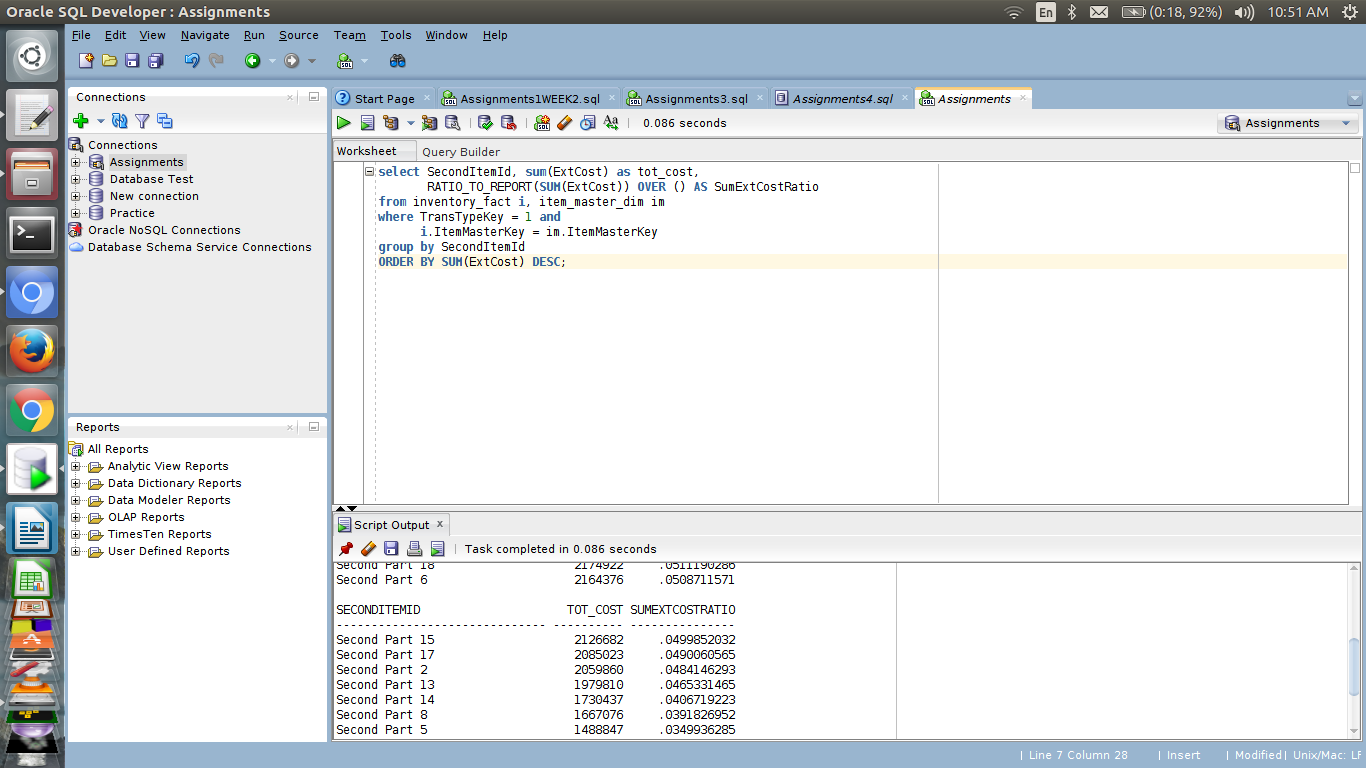 Oracle SQL Developer : Assignments
En
(0:18, 92%)
10:51 AM
File Edit View Navigate Run Source Team Tools Window Help
Connections
Connections
Assignments
Database Test
New connection
Practice
Oracle NoSQL Connections
Database Schema Service Connections
Reports
All Reports
Analytic View Reports
Data Dictionary Reports
Data Modeler Reports
OLAP Reports
TimesTen Reports
User Defined Reports
Start Page Assignments1WEEK2.sql Assignments3.sql Assignments4.sql Assignments
0.086 seconds
Assignments
Worksheet Query Builder
select SecondItemId, sum(ExtCost) as tot_cost,
RATIO_TO_REPORT(SUM(ExtCost)) OVER () AS SumExtCostRatio
from inventory_fact i, item_master_dim im
where TransTypeKey = 1 and
i.ItemMasterKey = im.ItemMasterKey
group by SecondItemId
ORDER BY SUM(ExtCost) DESC;
Script Output
Task completed in 0.086 seconds
Second Part 18 2174922 .0511190286
Second Part 6 2164376 .0508711571
SECONDITEMID TOT_COST SUMEXTCOSTRATIO
------------------------------ ---------- ---------------
Second Part 15 2126682 .0499852032
Second Part 17 2085023 .0490060565
Second Part 2 2059860 .0484146293
Second Part 13 1979810 .0465331465
Second Part 14 1730437 .0406719223
Second Part 8 1667076 .0391826952
Second Part 5 1488847 .0349936285
Line 7 Column 28 | Insert | Modified | Unix/Mac: LF